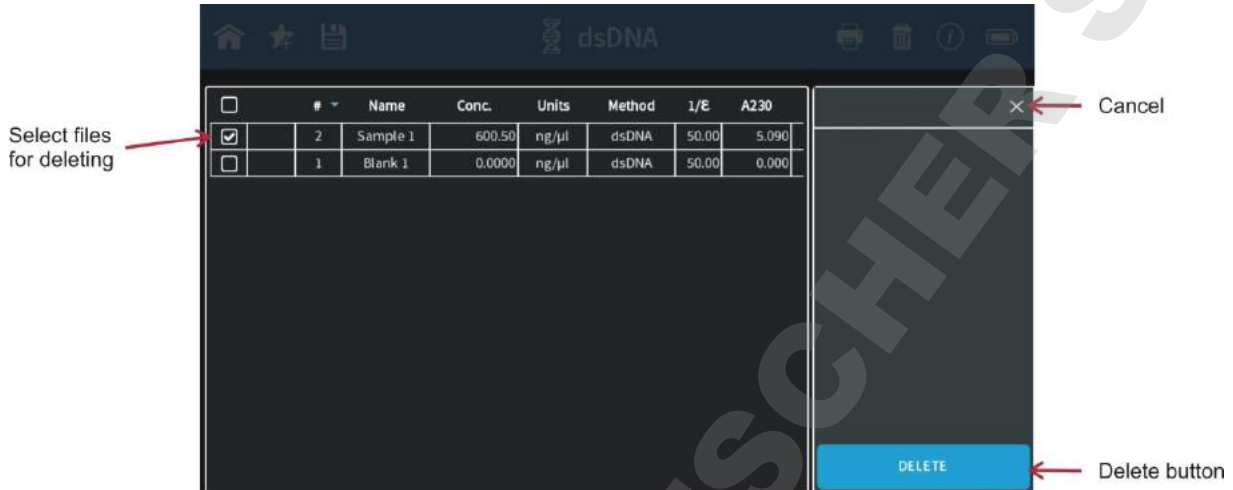 dsDNA
# Name Conc. Units Method 1/ε A230
Cancel
Select files
for deleting
2 Sample 1 600.50 ng/µl dsDNA 50.00 5.090
1 Blank 1 0.0000 ng/µl dsDNA 50.00 0.000
DELETE
Delete button